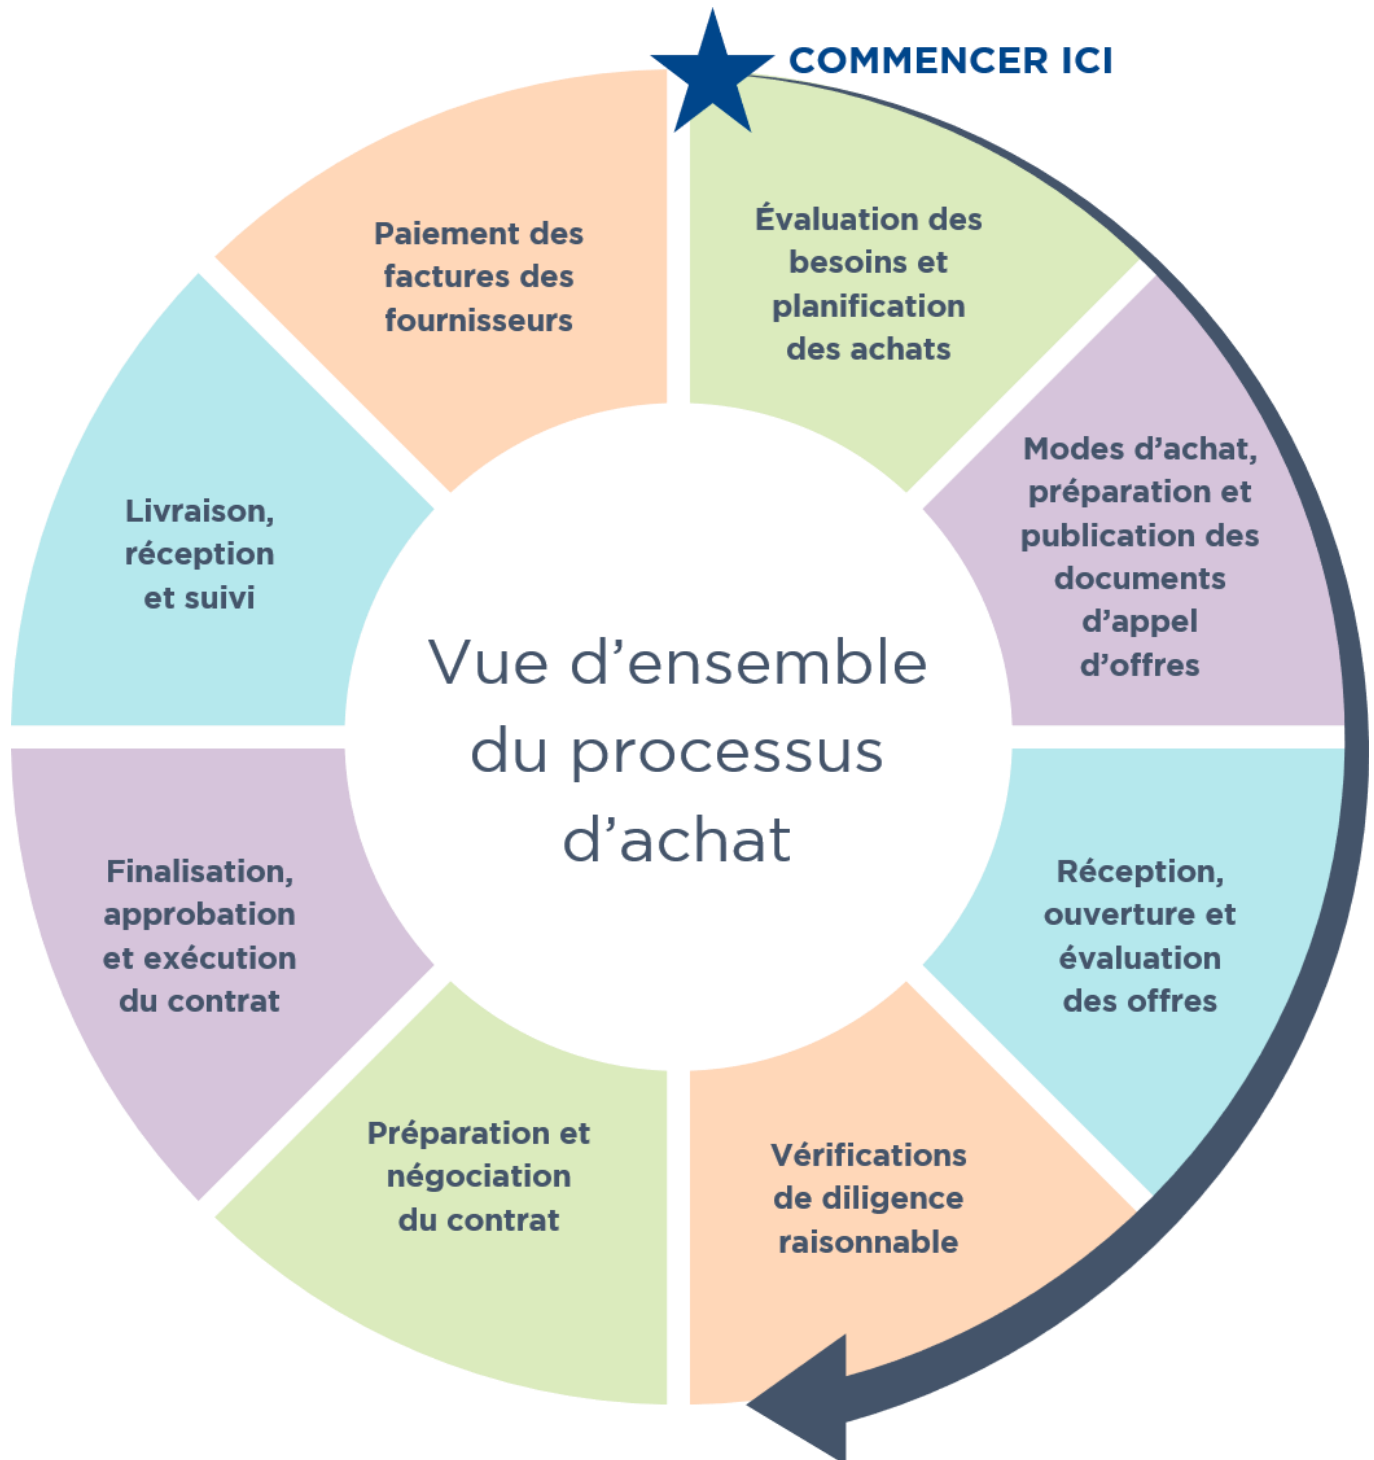 COMMENCER ICI
Évaluation des
besoins et
planification
des achats
Modes d’achat,
préparation et
publication des
documents
d’appel
d’offres
Réception,
ouverture et
évaluation
des offres
Vérifications
de diligence
raisonnable
Préparation et
négociation
du contrat
Finalisation,
approbation
et exécution
du contrat
Livraison,
réception
et suivi
Paiement des
factures des
fournisseurs
Vue d’ensemble
du processus
d’achat